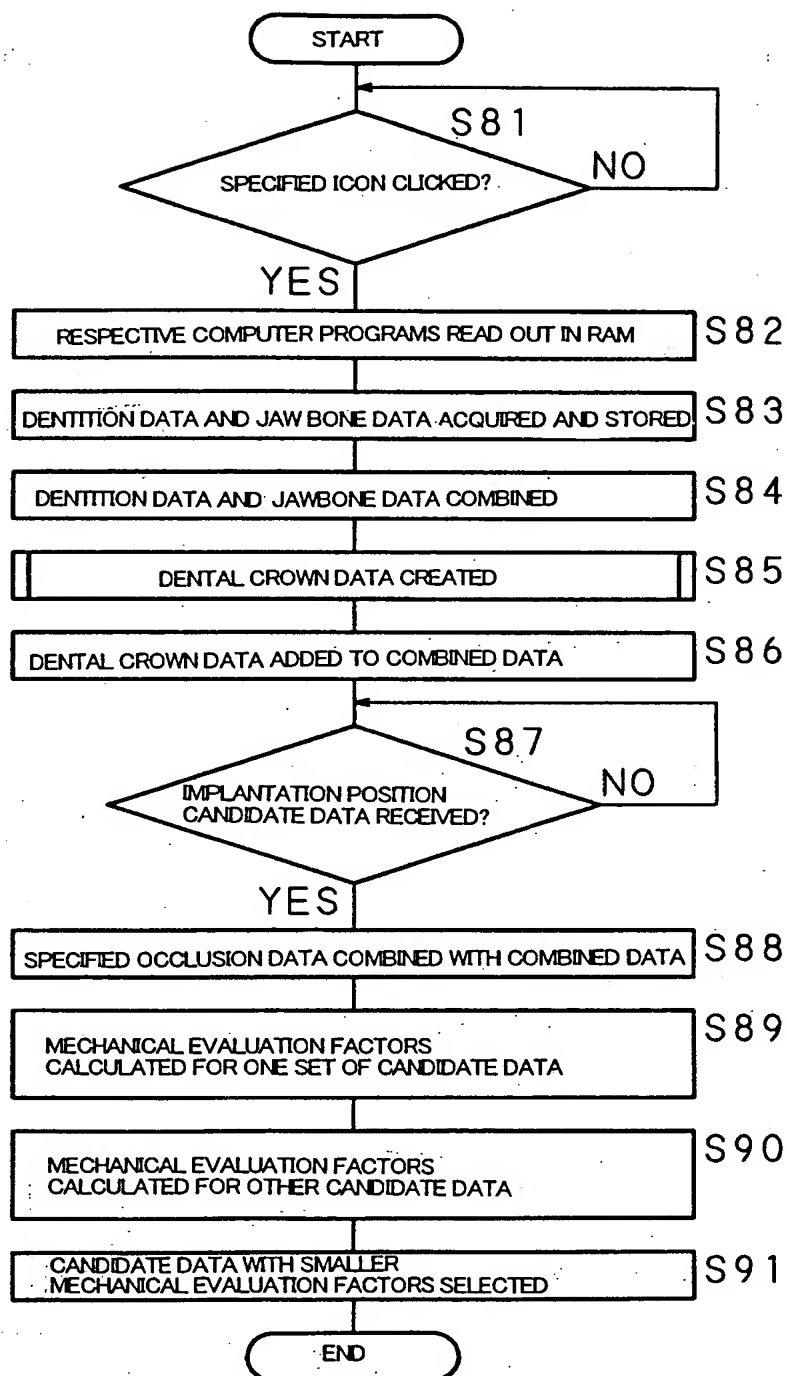 START
S81
SPECIFIED ICON CLICKED?
NO
YES
RESPECTIVE COMPUTER PROGRAMS READ OUT IN RAM
S82
DENTITION DATA AND JAW BONE DATA ACQUIRED AND STORED
S83
DENTITION DATA AND JAWBONE DATA COMBINED
S84
DENTAL CROWN DATA CREATED
S85
DENTAL CROWN DATA ADDED TO COMBINED DATA
S86
S87
IMPLANTATION POSITION
CANDIDATE DATA RECEIVED?
NO
YES
SPECIFIED OCCLUSION DATA COMBINED WITH COMBINED DATA
S88
MECHANICAL EVALUATION FACTORS
CALCULATED FOR ONE SET OF CANDIDATE DATA
S89
MECHANICAL EVALUATION FACTORS
CALCULATED FOR OTHER CANDIDATE DATA
S90
CANDIDATE DATA WITH SMALLER
MECHANICAL EVALUATION FACTORS SELECTED
S91
END